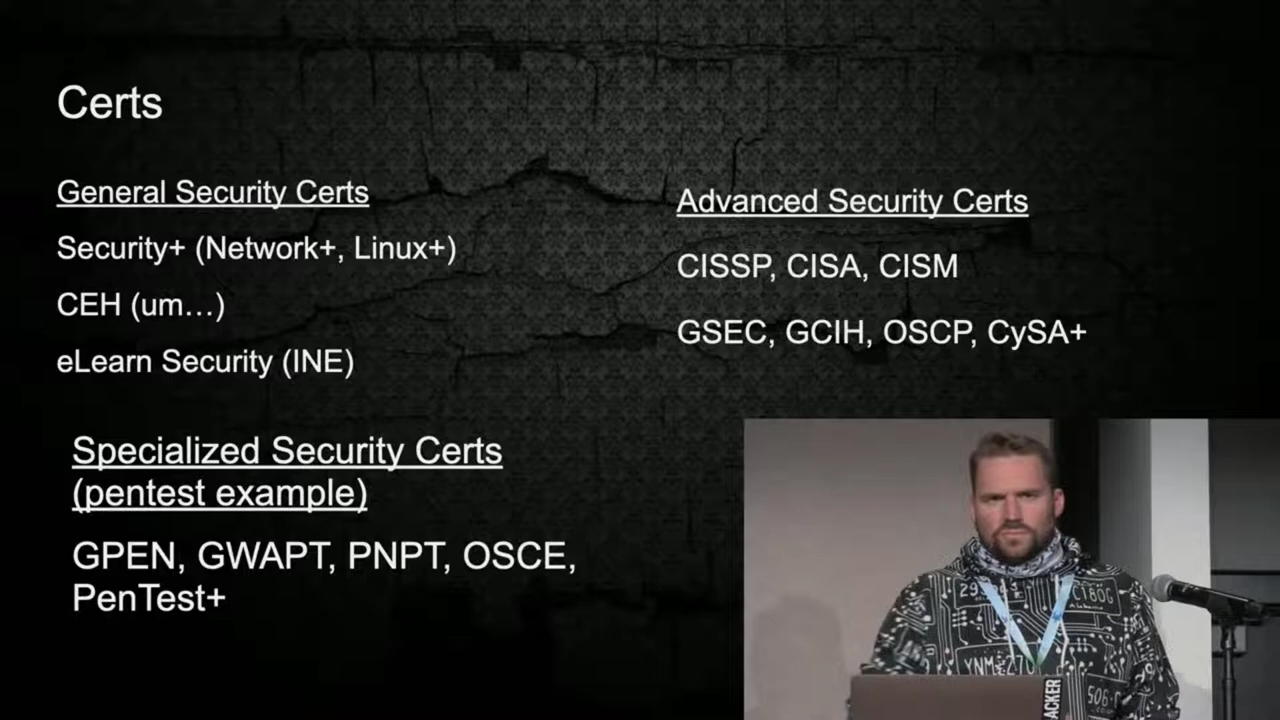 Certs
General Security Certs
Security+ (Network+, Linux+)
CEH (um…)
eLearn Security (INE)
Advanced Security Certs
CISSP, CISA, CISM
GSEC, GCIH, OSCP, CySA+
Specialized Security Certs
(pentest example)
GPEN, GWAPT, PNPT, OSCE,
PenTest+
ACKER